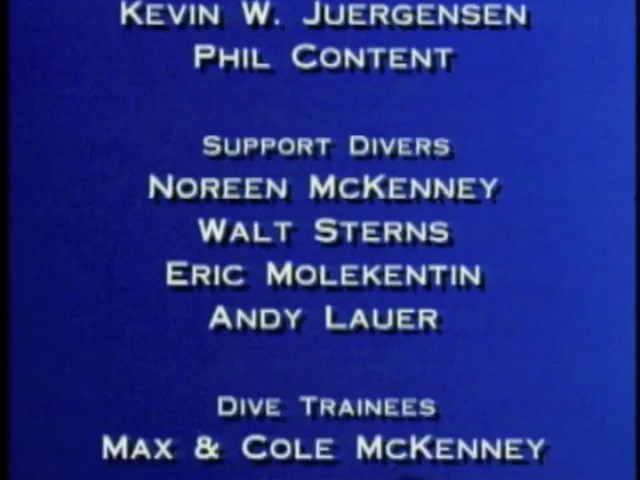 KEVIN W. JUERGENSEN
PHIL CONTENT
SUPPORT DIVERS
NOREEN MCKENNEY
WALT STERNS
ERIC MOLEKENTIN
ANDY LAUER
DIVE TRAINEES
MAX & COLE MCKENNEY